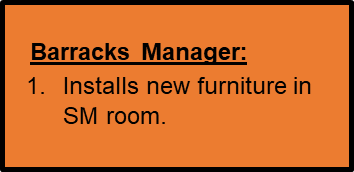 Barracks Manager:
1. Installs new furniture in
SM room.